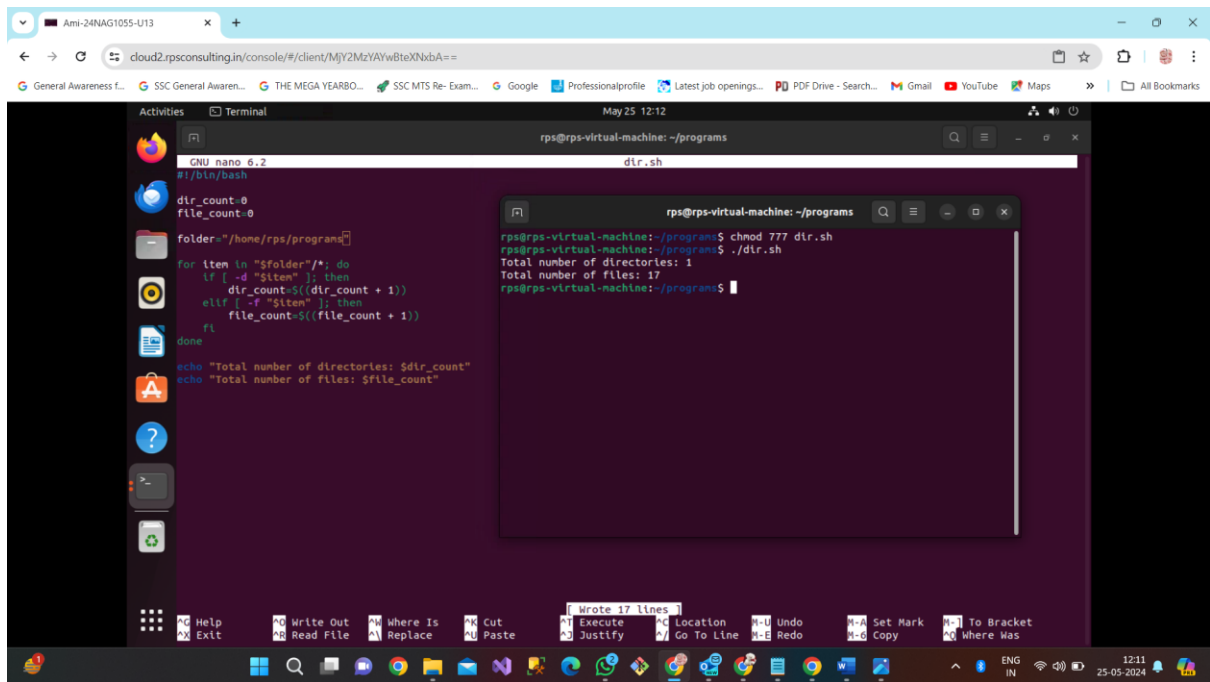 Ami-24NAG1055-U13
cloud2.rpsconsulting.in/console/#/client/MjY2MzYAYwBteXNxbA==
General Awareness f... SSC General Awaren... THE MEGA YEARBO... SSC MTS Re- Exam... Google Professionalprofile Latest job openings... PDF Drive - Search... Gmail YouTube Maps » All Bookmarks
Activities Terminal May 25 12:12
rps@rps-virtual-machine: ~/programs
GNU nano 6.2 dir.sh
#!/bin/bash
dir_count=0
file_count=0
folder="/home/rps/programs"
for item in "$folder"/*; do
if [ -d "$item" ]; then
dir_count=$((dir_count + 1))
elif [ -f "$item" ]; then
file_count=$((file_count + 1))
fi
done
echo "Total number of directories: $dir_count"
echo "Total number of files: $file_count"
rps@rps-virtual-machine: ~/programs
rps@rps-virtual-machine:~/programs$ chmod 777 dir.sh
rps@rps-virtual-machine:~/programs$ ./dir.sh
Total number of directories: 1
Total number of files: 17
rps@rps-virtual-machine:~/programs$
[ Wrote 17 lines ]
^G Help ^O Write Out ^W Where Is ^K Cut ^T Execute ^C Location M-U Undo M-A Set Mark M-] To Bracket
^X Exit ^R Read File ^\ Replace ^U Paste ^J Justify ^/ Go To Line M-E Redo M-6 Copy ^Q Where Was
ENG 12:11
IN 25-05-2024